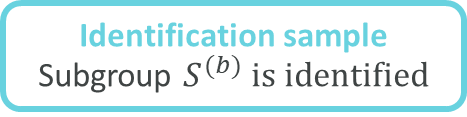 Identification sample
Subgroup S^(b) is identified